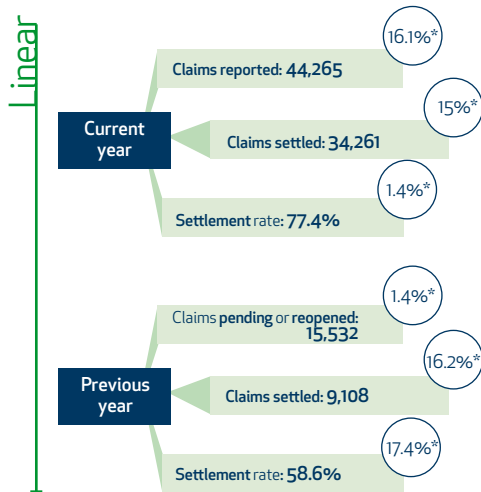 Linear
16.1%*
Claims reported: 44,265
15%*
Current
year
Claims settled: 34,261
1.4%*
Settlement rate: 77.4%
1.4%*
Claims pending or reopened:
15,532
16.2%*
Previous
year
Claims settled: 9,108
17.4%*
Settlement rate: 58.6%